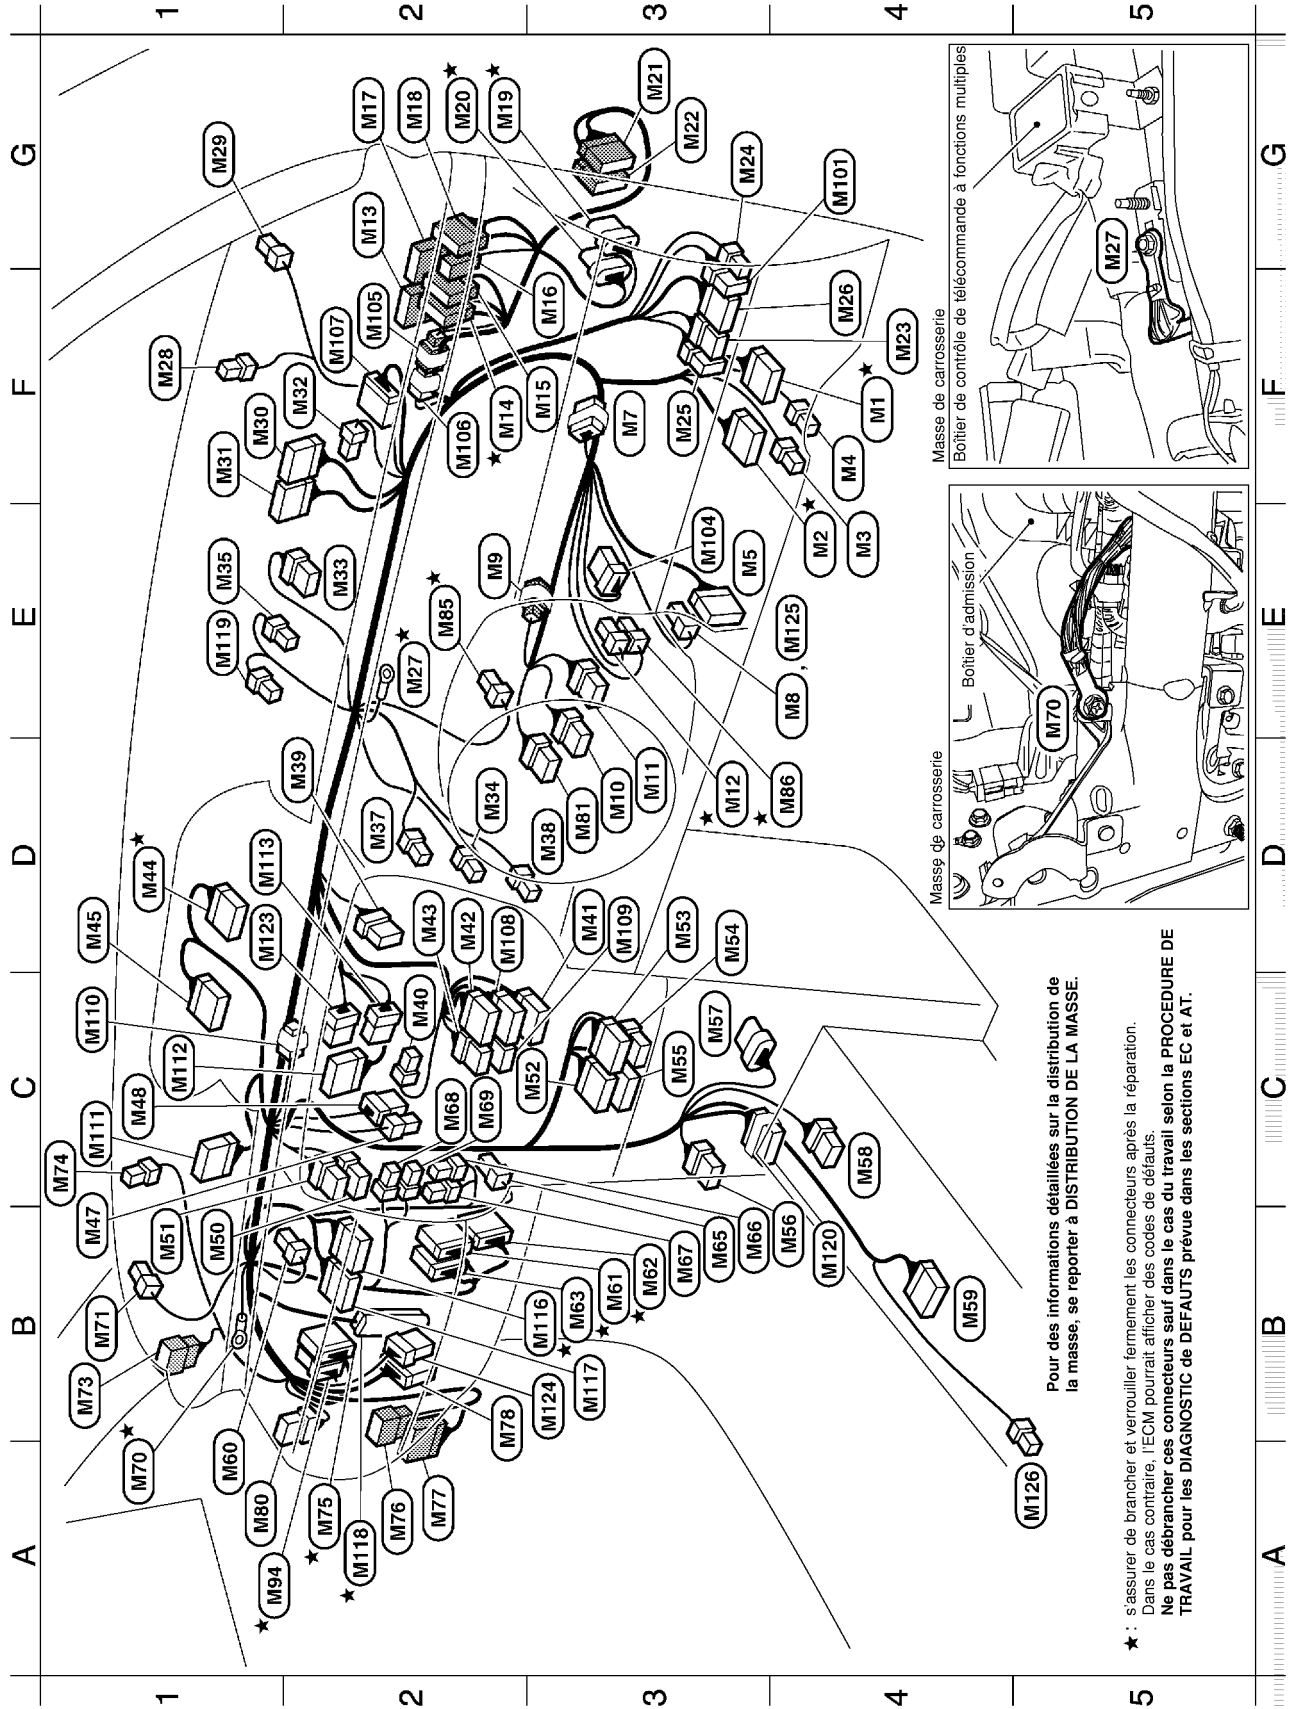 A B C D E F G
1 1
M74
M73 M47 M110 M45
M71
M111
★ M70 M48 M44 ★
M51 M28
M112
M50 M119 M35 M31 M29
M60
M80 M123 M113 M30
★ M94
M39 M32
★ M75 M33 M107
★ M118
M105 M13 M17
M37
2 2
M76 M40 M27 ★ M18
M77 M43 M85 ★
M68 M106 M20 ★
M124 M42
M69 M34 M9
M78 M108 M14 ★ M19 ★
M52 M15
M116 M38 M16
M117
★ M63 M41 M81
★ M61 M109 M10
M7
★ M62 M11 M21
3 3
M67 M55 M53 M25 M22
M65 M57 M104
M54 ★ M12 M24
M66 M5
M56 ★ M86 M8 , M125
M120 M2 ★ M101
M26
M58 M3 M4
M1 ★
4 4
M23
M59
M126
Masse de carrosserie
Boîtier d'admission
M70
Masse de carrosserie
Boîtier de contrôle de télécommande à fonctions multiples
M27
Pour des informations détaillées sur la distribution de
la masse, se reporter à DISTRIBUTION DE LA MASSE.
★ : s'assurer de brancher et verrouiller fermement les connecteurs après la réparation.
Dans le cas contraire, l'ECM pourrait afficher des codes de défauts.
Ne pas débrancher ces connecteurs sauf dans le cas du travail selon la PROCEDURE DE
TRAVAIL pour les DIAGNOSTIC de DEFAUTS prévue dans les sections EC et AT.
5 5
A B C D E F G